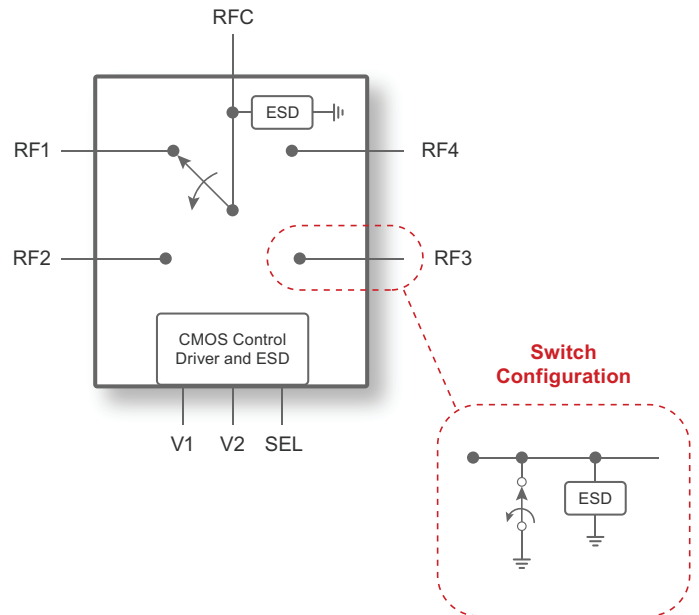 RFC
ESD
RF1
RF4
RF2
RF3
CMOS Control
Driver and ESD
V1 V2 SEL
Switch
Configuration
ESD